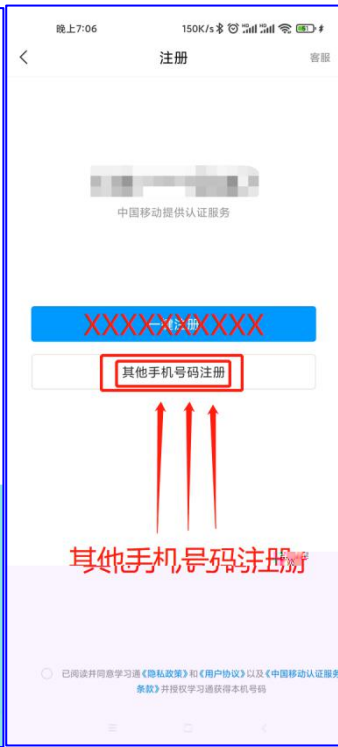 晚上7:06
150K/s
注册
客服
中国移动提供认证服务
一键注册
XXXXXXXXXX
其他手机号码注册
其他手机号码注册
已阅读并同意学习通《隐私政策》和《用户协议》以及《中国移动认证服务
条款》并授权学习通获得本机号码